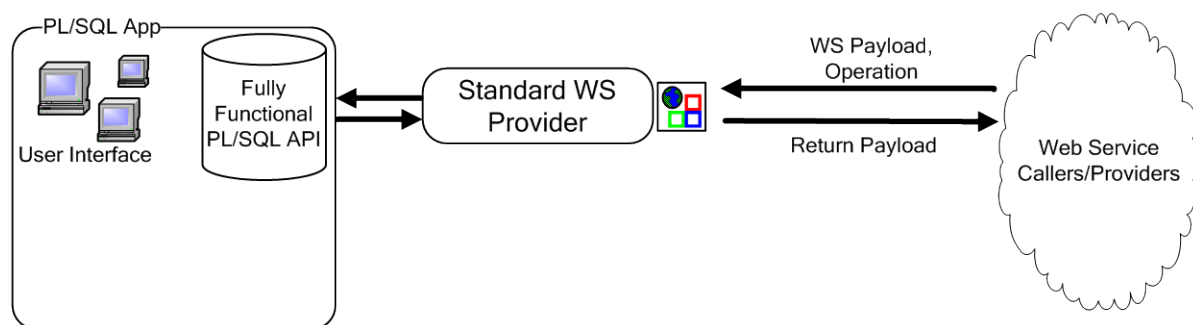 PL/SQL App
User Interface
Fully
Functional
PL/SQL API
Standard WS
Provider
WS Payload,
Operation
Return Payload
Web Service
Callers/Providers